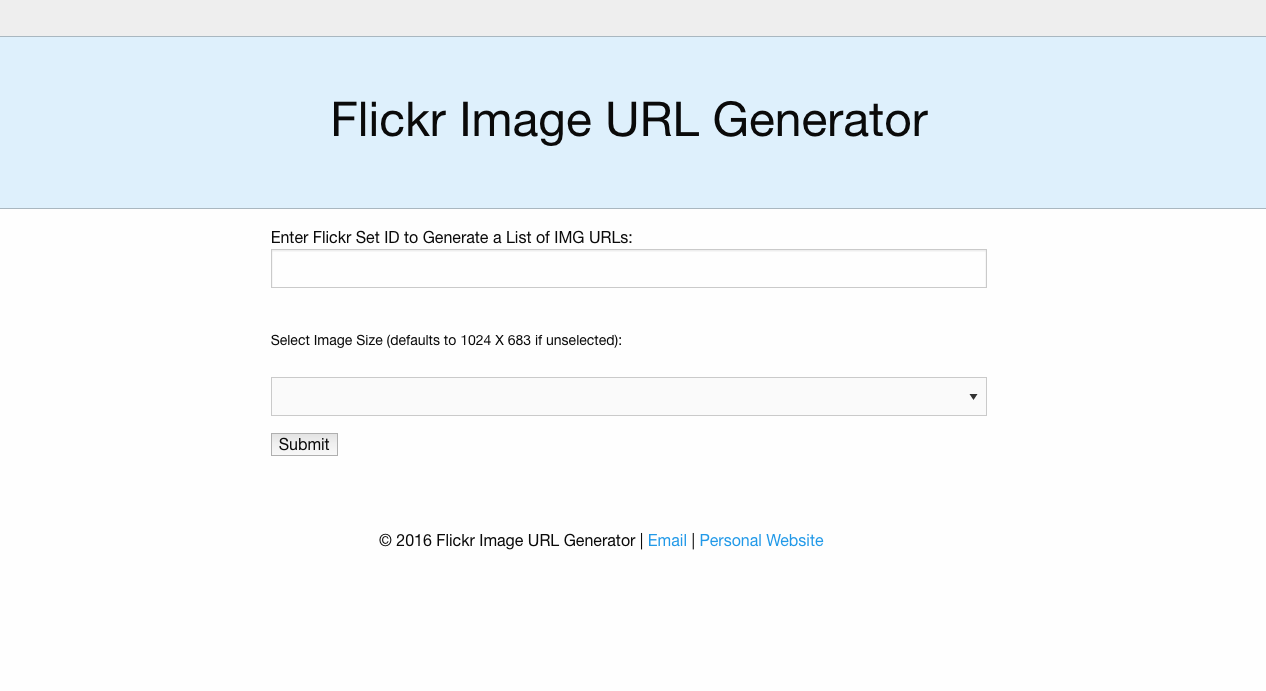 Flickr Image URL Generator
Enter Flickr Set ID to Generate a List of IMG URLs:
Select Image Size (defaults to 1024 X 683 if unselected):
Submit
© 2016 Flickr Image URL Generator | Email | Personal Website